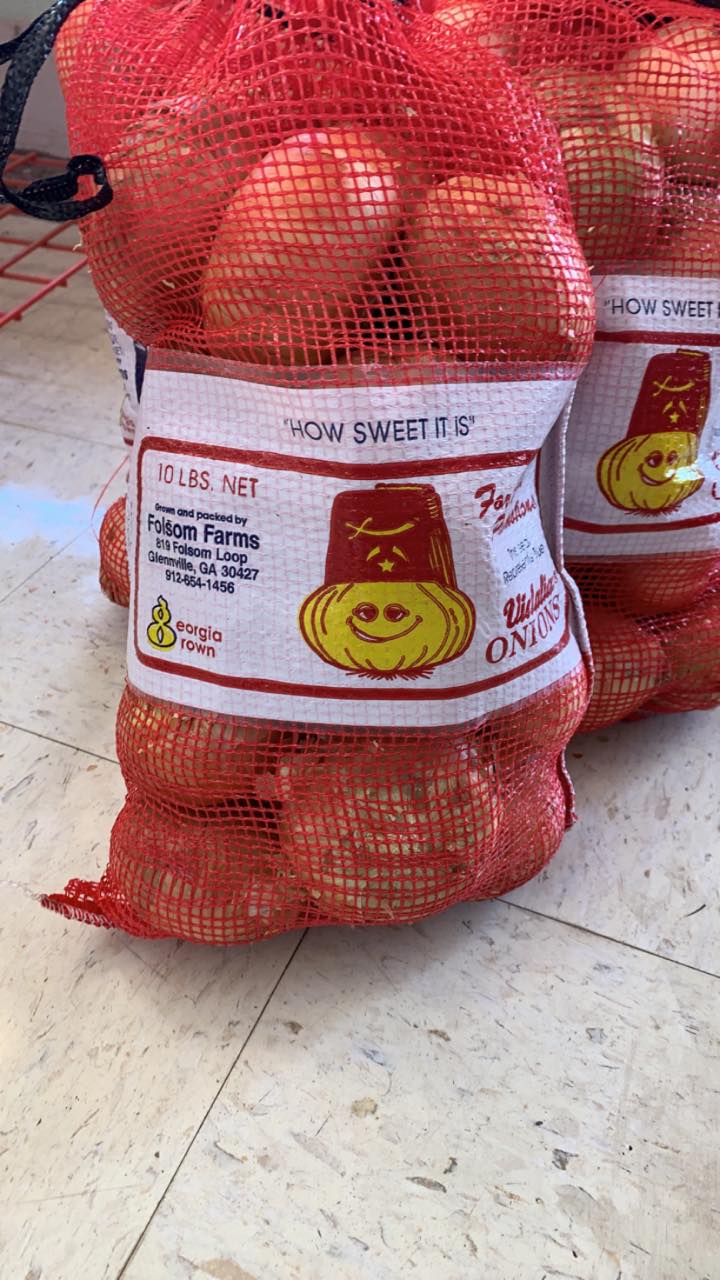 "HOW SWEET IT IS"
10 LBS. NET
Grown and packed by
Folsom Farms
819 Folsom Loop
Glennville, GA 30427
912-654-1456
eorgia
rown
Vidalia
ONIONS
"HOW SWEET